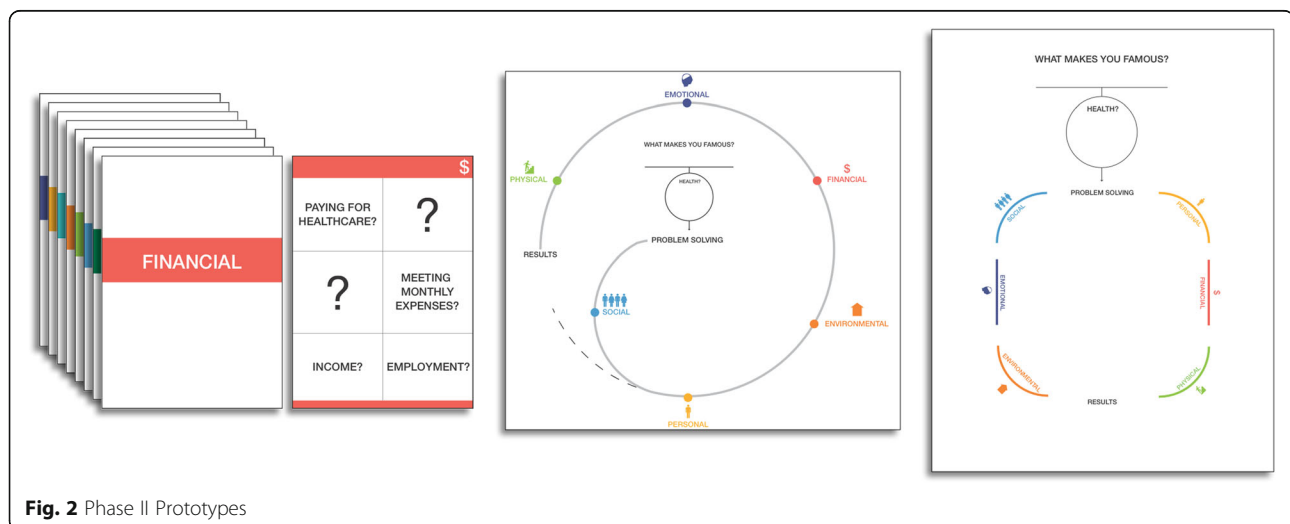 FINANCIAL
$
PAYING FOR
HEALTHCARE?
?
?
MEETING
MONTHLY
EXPENSES?
INCOME?
EMPLOYMENT?
EMOTIONAL
WHAT MAKES YOU FAMOUS?
PHYSICAL
HEALTH?
$
FINANCIAL
PROBLEM SOLVING
RESULTS
SOCIAL
ENVIRONMENTAL
PERSONAL
WHAT MAKES YOU FAMOUS?
HEALTH?
PROBLEM SOLVING
SOCIAL
PERSONAL
EMOTIONAL
FINANCIAL
$
ENVIRONMENTAL
PHYSICAL
RESULTS
Fig. 2 Phase II Prototypes